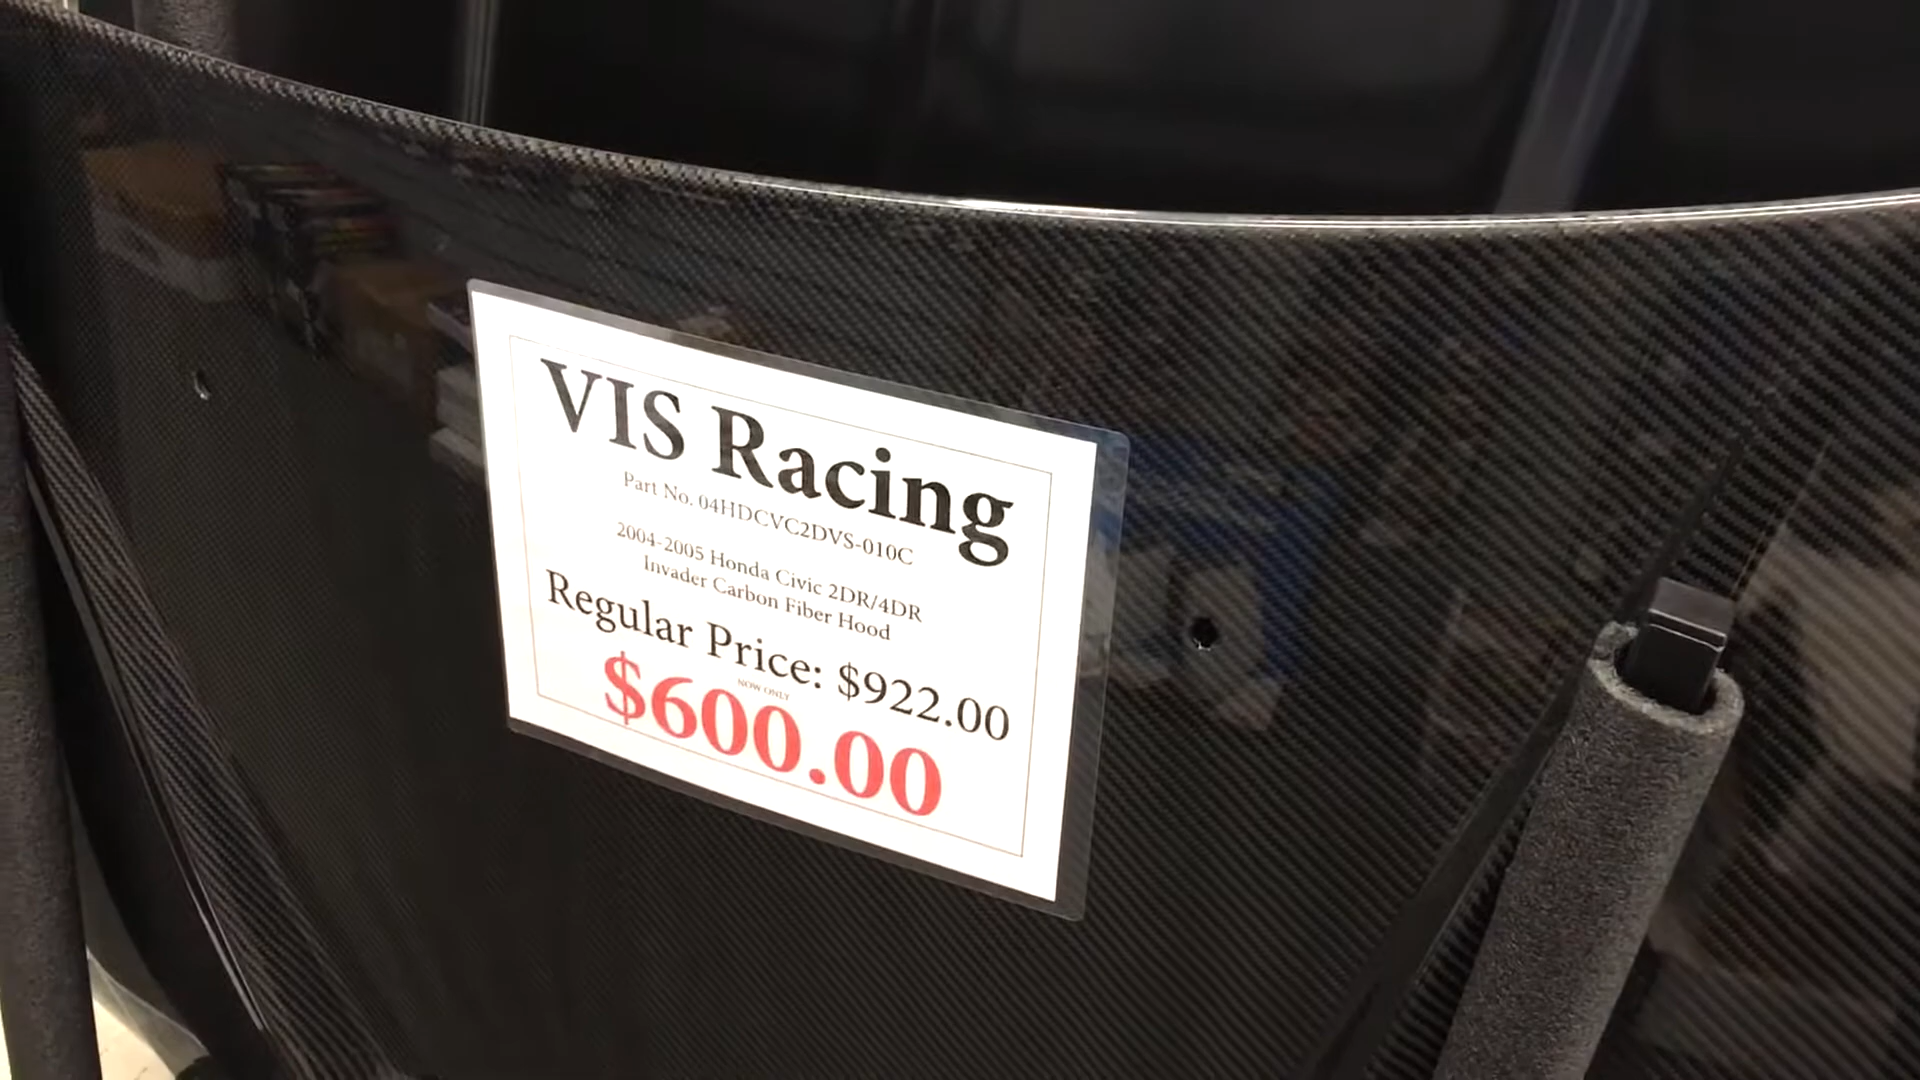 VIS Racing
Part No. 04HDCVC2DVS-010C
2004-2005 Honda Civic 2DR/4DR
Invader Carbon Fiber Hood
Regular Price: $922.00
NOW ONLY
$600.00